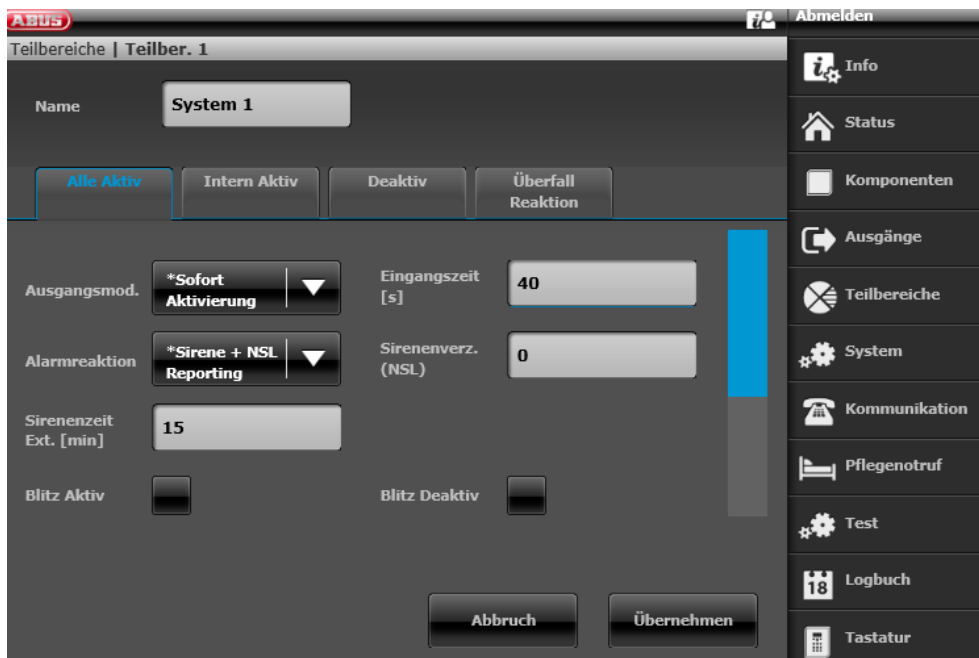 ABUS
Teilbereiche | Teilber. 1
Name
System 1
Alle Aktiv
Intern Aktiv
Deaktiv
Überfall
Reaktion
Ausgangsmod.
*Sofort
Aktivierung
Eingangszeit
[s]
40
Alarmreaktion
*Sirene + NSL
Reporting
Sirenenverz.
(NSL)
0
Sirenenzeit
Ext. [min]
15
Blitz Aktiv
Blitz Deaktiv
Abbruch
Übernehmen
Abmelden
Info
Status
Komponenten
Ausgänge
Teilbereiche
System
Kommunikation
Pflegenotruf
Test
18
Logbuch
Tastatur